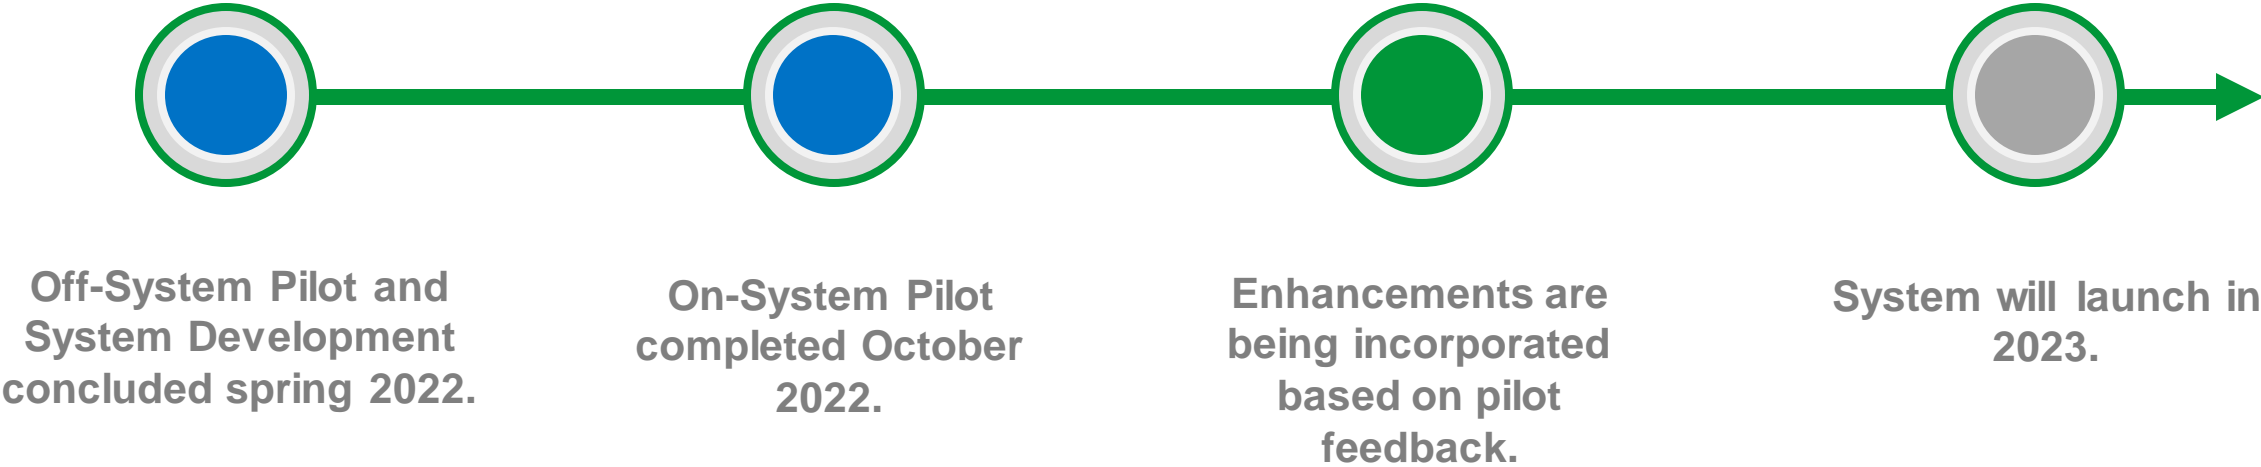 Off-System Pilot and
System Development
concluded spring 2022.
On-System Pilot
completed October
2022.
Enhancements are
being incorporated
based on pilot
feedback.
System will launch in
2023.